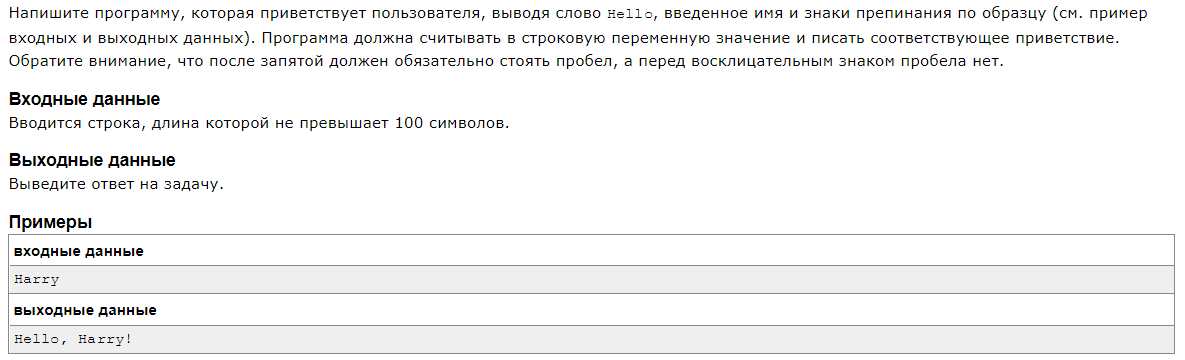 Напишите программу, которая приветствует пользователя, выводя слово Hello, введенное имя и знаки препинания по образцу (см. пример
входных и выходных данных). Программа должна считывать в строковую переменную значение и писать соответствующее приветствие.
Обратите внимание, что после запятой должен обязательно стоять пробел, а перед восклицательным знаком пробела нет.
Входные данные
Вводится строка, длина которой не превышает 100 символов.
Выходные данные
Выведите ответ на задачу.
Примеры
входные данные
Harry
выходные данные
Hello, Harry!